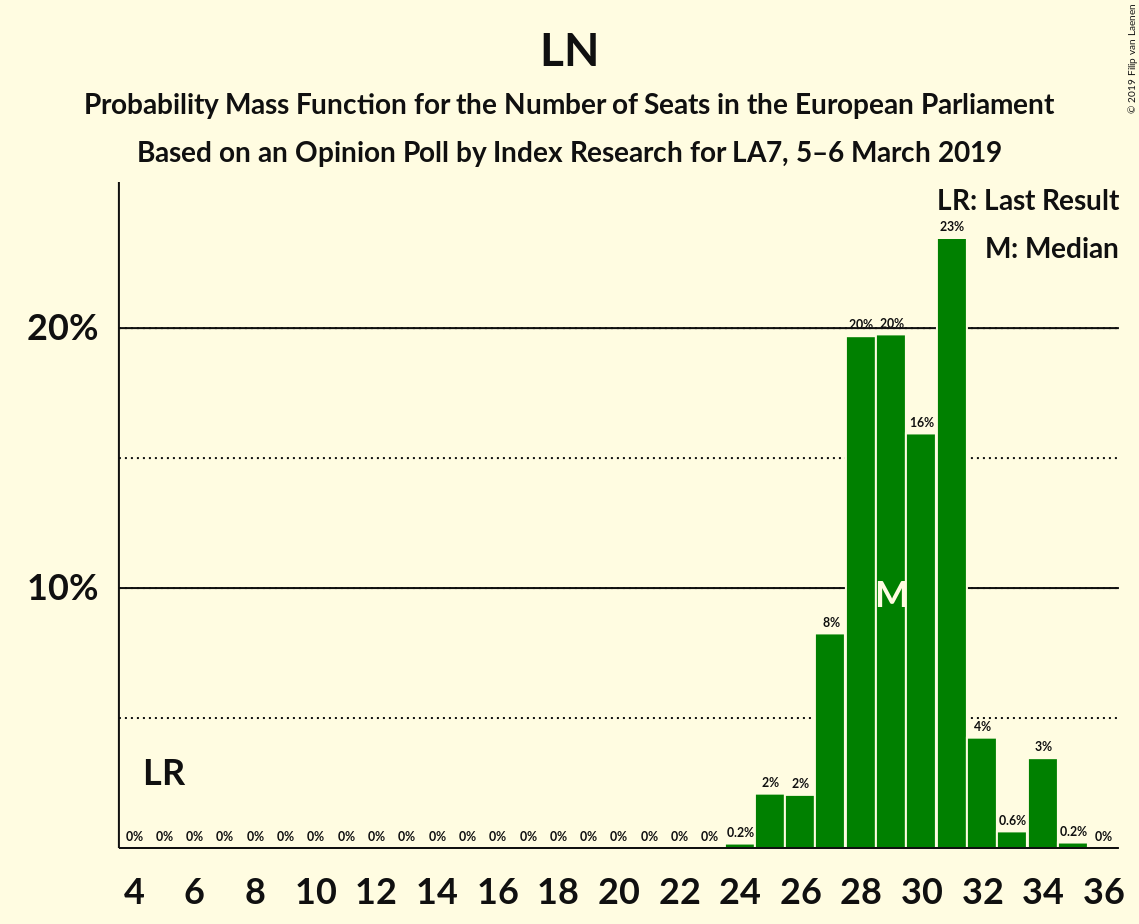 LN
Probability Mass Function for the Number of Seats in the European Parliament
Based on an Opinion Poll by Index Research for LA7, 5–6 March 2019
© 2019 Filip van Laenen
LR: Last Result
M: Median
20%
10%
LR
M
0% 0% 0% 0% 0% 0% 0% 0% 0% 0% 0% 0% 0% 0% 0% 0% 0% 0% 0% 0% 0.2% 2% 2% 8% 20% 20% 16% 23% 4% 0.6% 3% 0.2% 0%
4 6 8 10 12 14 16 18 20 22 24 26 28 30 32 34 36